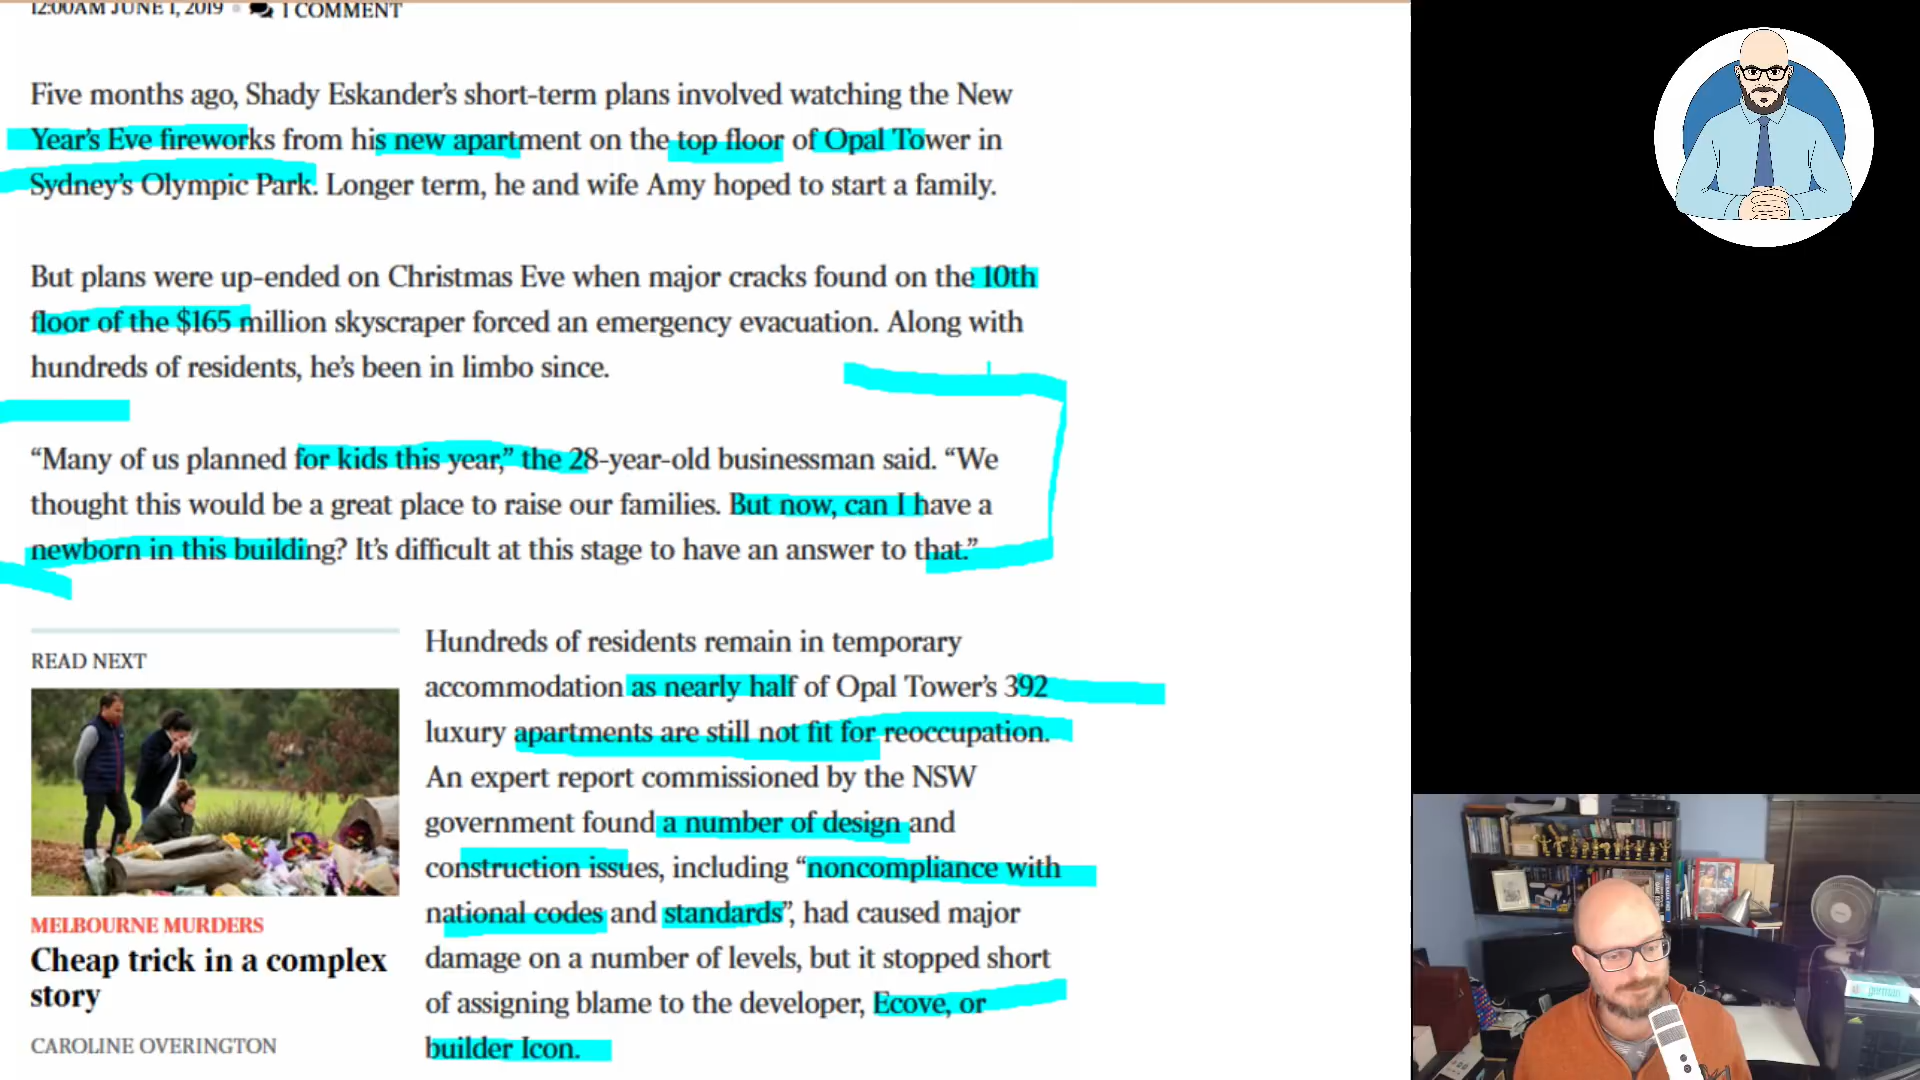 12:00AM JUNE 1, 2019 • 1 COMMENT
Five months ago, Shady Eskander’s short-term plans involved watching the New
Year’s Eve fireworks from his new apartment on the top floor of Opal Tower in
Sydney’s Olympic Park. Longer term, he and wife Amy hoped to start a family.
But plans were up-ended on Christmas Eve when major cracks found on the 10th
floor of the $165 million skyscraper forced an emergency evacuation. Along with
hundreds of residents, he’s been in limbo since.
“Many of us planned for kids this year,” the 28-year-old businessman said. “We
thought this would be a great place to raise our families. But now, can I have a
newborn in this building? It’s difficult at this stage to have an answer to that.”
READ NEXT
MELBOURNE MURDERS
Cheap trick in a complex
story
CAROLINE OVERINGTON
Hundreds of residents remain in temporary
accommodation as nearly half of Opal Tower’s 392
luxury apartments are still not fit for reoccupation.
An expert report commissioned by the NSW
government found a number of design and
construction issues, including “noncompliance with
national codes and standards”, had caused major
damage on a number of levels, but it stopped short
of assigning blame to the developer, Ecove, or
builder Icon.
german